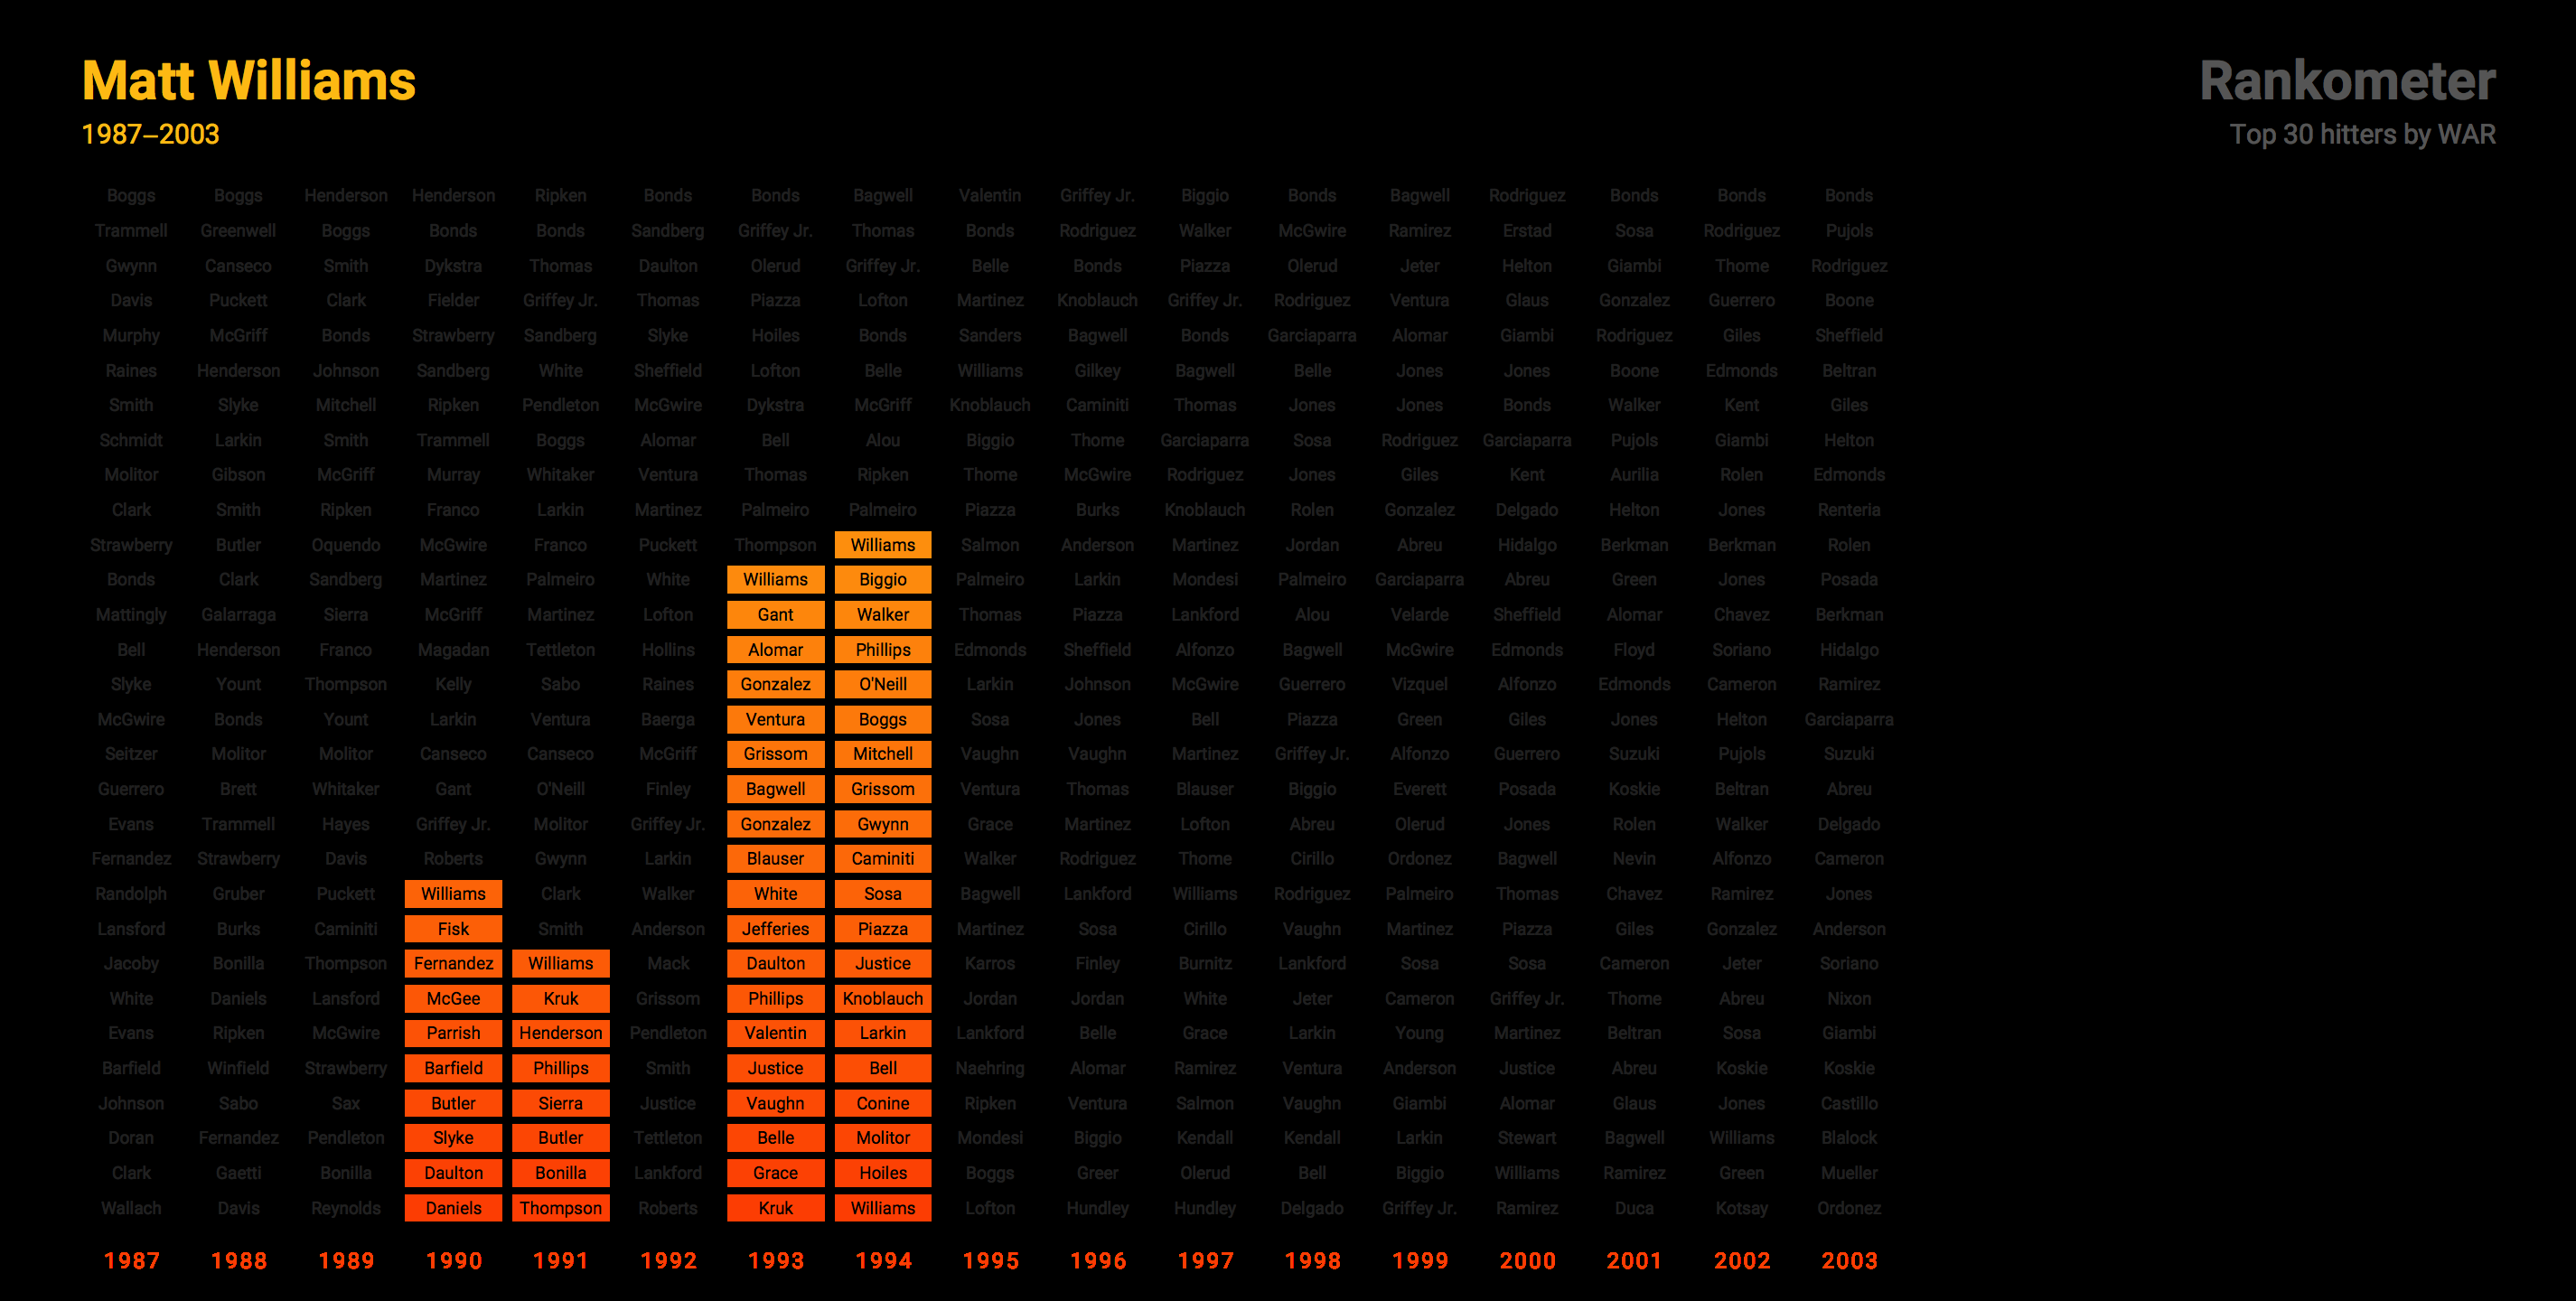 Matt Williams
1987–2003
Rankometer
Top 30 hitters by WAR
Boggs Boggs Henderson Henderson Ripken Bonds Bonds Bagwell Valentin Griffey Jr. Biggio Bonds Bagwell Rodriguez Bonds Bonds Bonds
Trammell Greenwell Boggs Bonds Bonds Sandberg Griffey Jr. Thomas Bonds Rodriguez Walker McGwire Ramirez Erstad Sosa Rodriguez Pujols
Gwynn Canseco Smith Dykstra Thomas Daulton Olerud Griffey Jr. Belle Bonds Piazza Olerud Jeter Helton Giambi Thome Rodriguez
Davis Puckett Clark Fielder Griffey Jr. Thomas Piazza Lofton Martinez Knoblauch Griffey Jr. Rodriguez Ventura Glaus Gonzalez Guerrero Boone
Murphy McGriff Bonds Strawberry Sandberg Slyke Hoiles Bonds Sanders Bagwell Bonds Garciaparra Alomar Giambi Rodriguez Giles Sheffield
Raines Henderson Johnson Sandberg White Sheffield Lofton Belle Williams Gilkey Bagwell Belle Jones Jones Boone Edmonds Beltran
Smith Slyke Mitchell Ripken Pendleton McGwire Dykstra McGriff Knoblauch Caminiti Thomas Jones Jones Bonds Walker Kent Giles
Schmidt Larkin Smith Trammell Boggs Alomar Bell Alou Biggio Thome Garciaparra Sosa Rodriguez Garciaparra Pujols Giambi Helton
Molitor Gibson McGriff Murray Whitaker Ventura Thomas Ripken Thome McGwire Rodriguez Jones Giles Kent Aurilia Rolen Edmonds
Clark Smith Ripken Franco Larkin Martinez Palmeiro Palmeiro Piazza Burks Knoblauch Rolen Gonzalez Delgado Helton Jones Renteria
Strawberry Butler Oquendo McGwire Franco Puckett Thompson Williams Salmon Anderson Martinez Jordan Abreu Hidalgo Berkman Berkman Rolen
Bonds Clark Sandberg Martinez Palmeiro White Williams Biggio Palmeiro Larkin Mondesi Palmeiro Garciaparra Abreu Green Jones Posada
Mattingly Galarraga Sierra McGriff Martinez Lofton Gant Walker Thomas Piazza Lankford Alou Velarde Sheffield Alomar Chavez Berkman
Bell Henderson Franco Magadan Tettleton Hollins Alomar Phillips Edmonds Sheffield Alfonzo Bagwell McGwire Edmonds Floyd Soriano Hidalgo
Slyke Yount Thompson Kelly Sabo Raines Gonzalez O'Neill Larkin Johnson McGwire Guerrero Vizquel Alfonzo Edmonds Cameron Ramirez
McGwire Bonds Yount Larkin Ventura Baerga Ventura Boggs Sosa Jones Bell Piazza Green Giles Jones Helton Garciaparra
Seitzer Molitor Molitor Canseco Canseco McGriff Grissom Mitchell Vaughn Vaughn Martinez Griffey Jr. Alfonzo Guerrero Suzuki Pujols Suzuki
Guerrero Brett Whitaker Gant O'Neill Finley Bagwell Grissom Ventura Thomas Blauser Biggio Everett Posada Koskie Beltran Abreu
Evans Trammell Hayes Griffey Jr. Molitor Griffey Jr. Gonzalez Gwynn Grace Martinez Lofton Abreu Olerud Jones Rolen Walker Delgado
Fernandez Strawberry Davis Roberts Gwynn Larkin Blauser Caminiti Walker Rodriguez Thome Cirillo Ordonez Bagwell Nevin Alfonzo Cameron
Randolph Gruber Puckett Williams Clark Walker White Sosa Bagwell Lankford Williams Rodriguez Palmeiro Thomas Chavez Ramirez Jones
Lansford Burks Caminiti Fisk Smith Anderson Jefferies Piazza Martinez Sosa Cirillo Vaughn Martinez Piazza Giles Gonzalez Anderson
Jacoby Bonilla Thompson Fernandez Williams Mack Daulton Justice Karros Finley Burnitz Lankford Sosa Sosa Cameron Jeter Soriano
White Daniels Lansford McGee Kruk Grissom Phillips Knoblauch Jordan Jordan White Jeter Cameron Griffey Jr. Thome Abreu Nixon
Evans Ripken McGwire Parrish Henderson Pendleton Valentin Larkin Lankford Belle Grace Larkin Young Martinez Beltran Sosa Giambi
Barfield Winfield Strawberry Barfield Phillips Smith Justice Bell Naehring Alomar Ramirez Ventura Anderson Justice Abreu Koskie Koskie
Johnson Sabo Sax Butler Sierra Justice Vaughn Conine Ripken Ventura Salmon Vaughn Giambi Alomar Glaus Jones Castillo
Doran Fernandez Pendleton Slyke Butler Tettleton Belle Molitor Mondesi Biggio Kendall Kendall Larkin Stewart Bagwell Williams Blalock
Clark Gaetti Bonilla Daulton Bonilla Lankford Grace Hoiles Boggs Greer Olerud Bell Biggio Williams Ramirez Green Mueller
Wallach Davis Reynolds Daniels Thompson Roberts Kruk Williams Lofton Hundley Hundley Delgado Griffey Jr. Ramirez Duca Kotsay Ordonez
1987 1988 1989 1990 1991 1992 1993 1994 1995 1996 1997 1998 1999 2000 2001 2002 2003